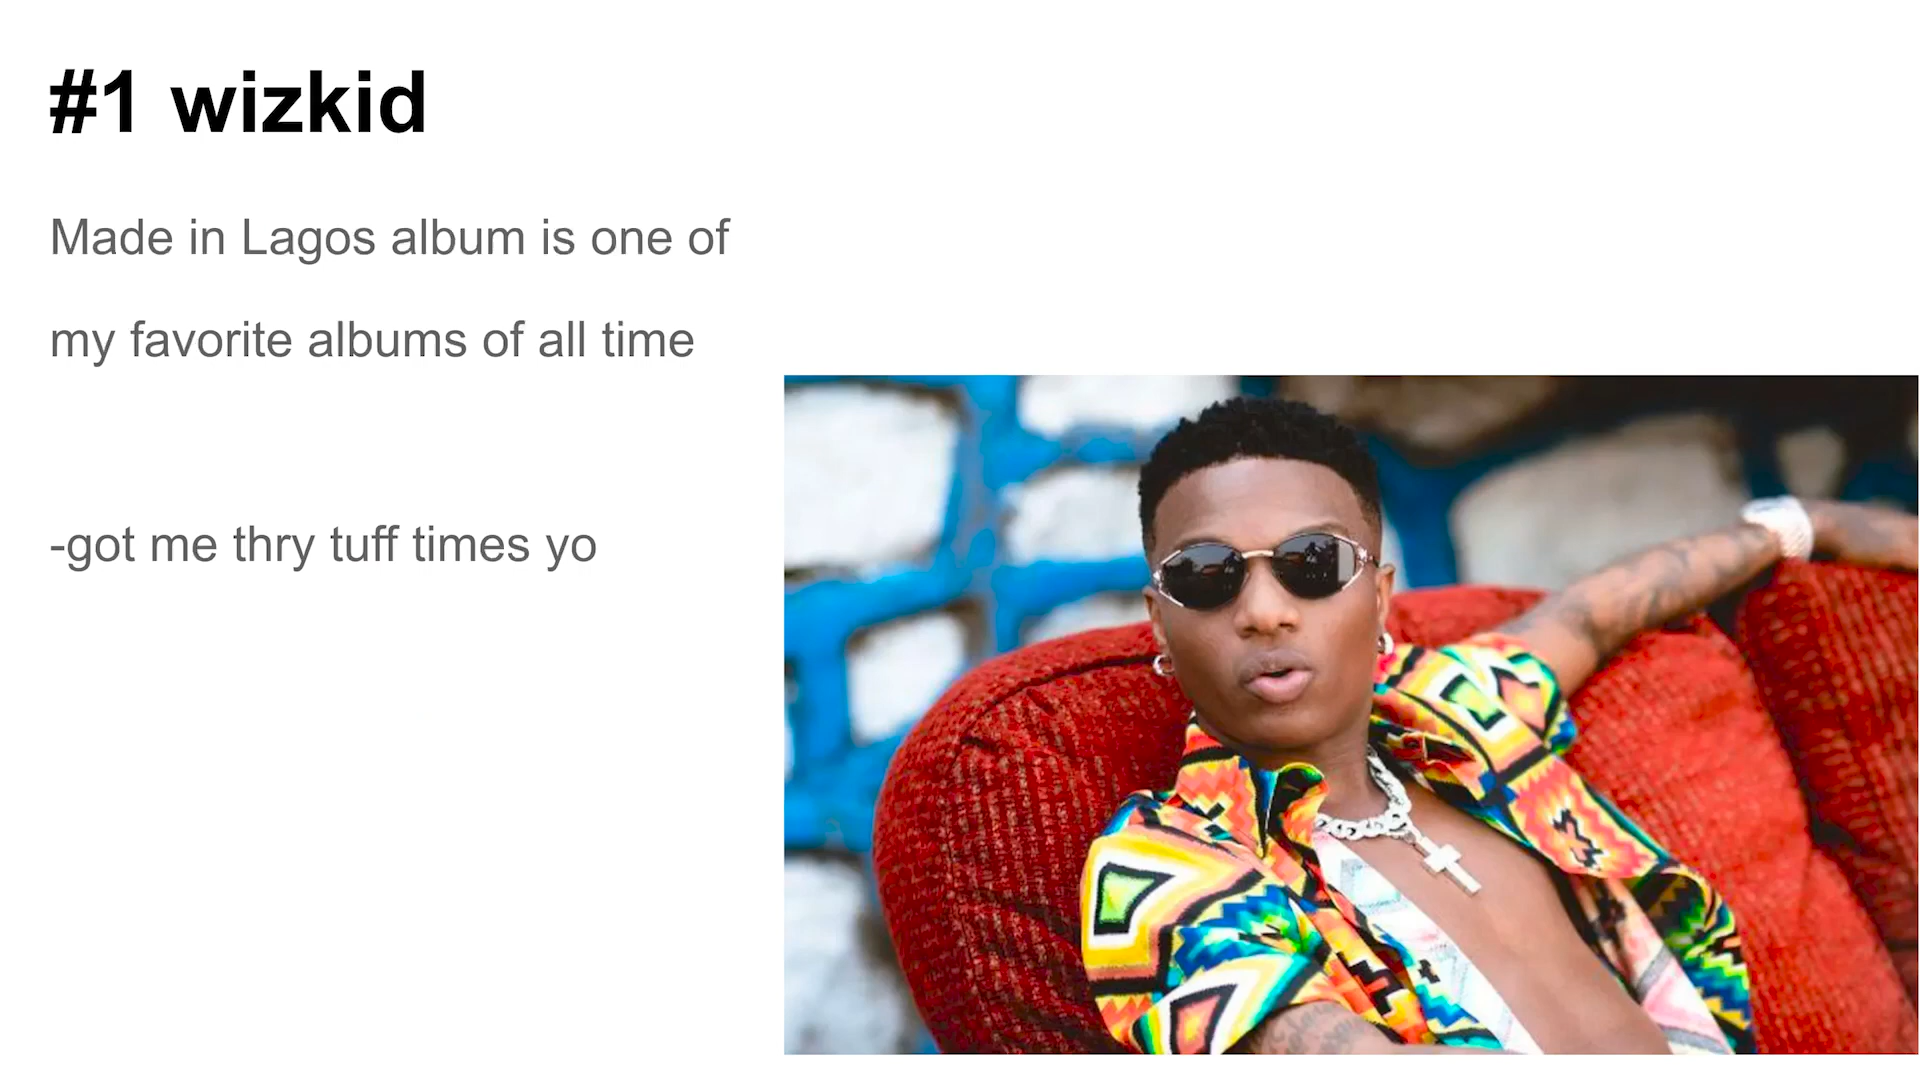 #1 wizkid
Made in Lagos album is one of
my favorite albums of all time
-got me thry tuff times yo